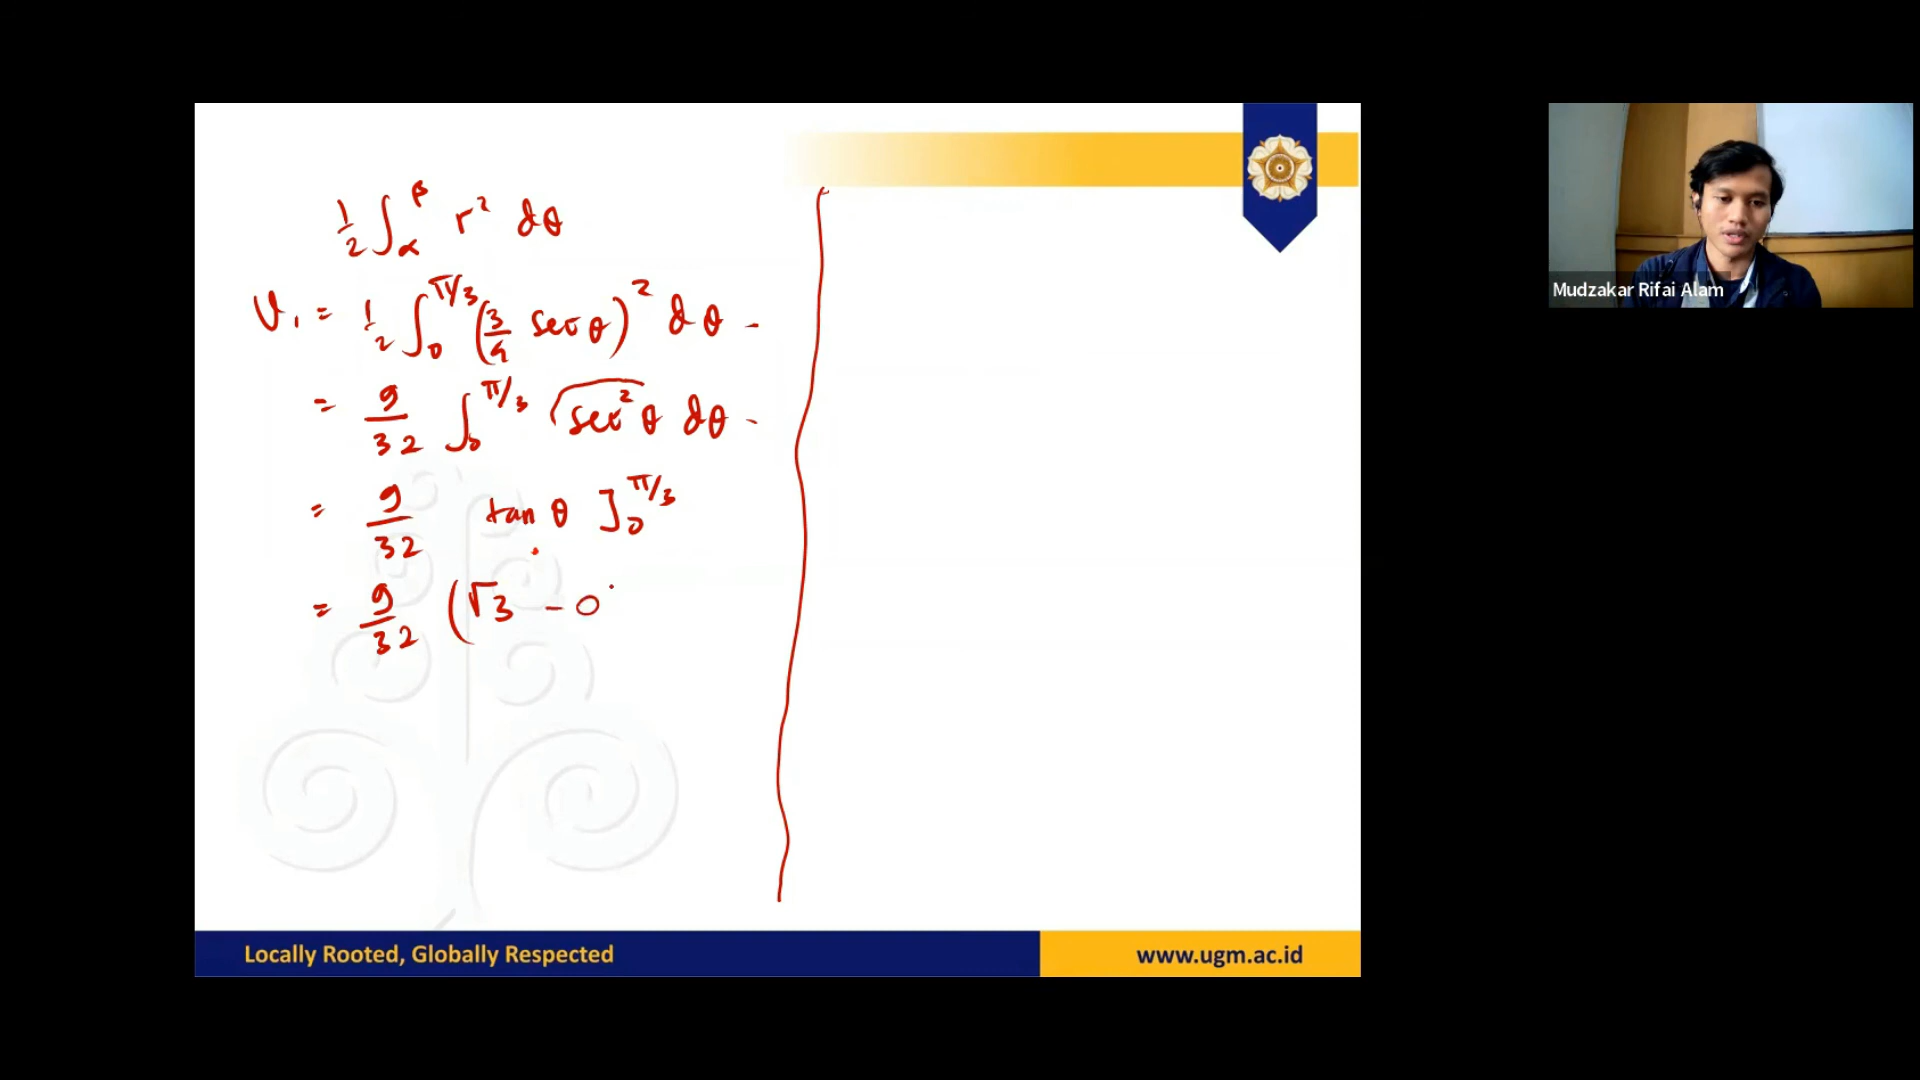 1/2 ∫_α^β r² dθ
U₁ = 1/2 ∫_0^{π/3} (3/4 sec θ)² dθ -
= 9/32 ∫_0^{π/3} sec² θ dθ -
= 9/32 tan θ ]_0^{π/3}
= 9/32 (√3 - 0
Mudzakar Rifai Alam
Locally Rooted, Globally Respected
www.ugm.ac.id